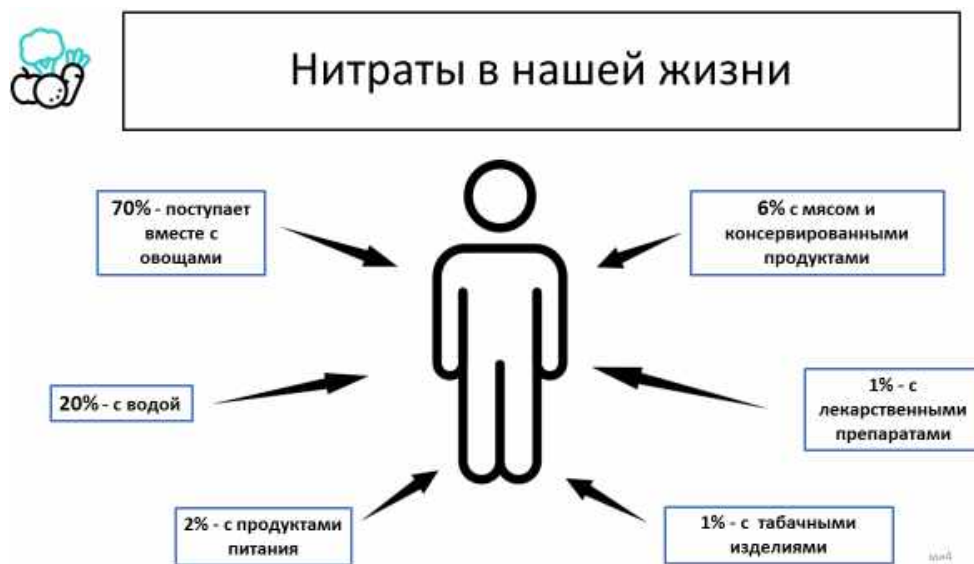 Нитраты в нашей жизни
70% - поступает
вместе с
овощами
6% с мясом и
консервированными
продуктами
20% - с водой
1% - с
лекарственными
препаратами
2% - с продуктами
питания
1% - с табачными
изделиями